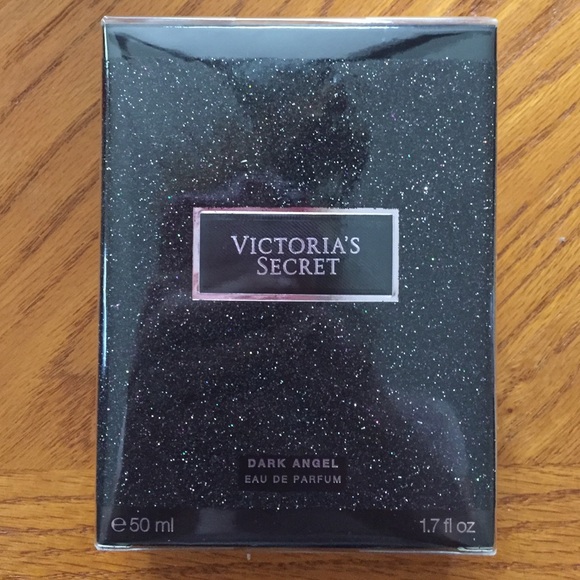 VICTORIA'S
SECRET
DARK ANGEL
EAU DE PARFUM
℮50 ml
1.7 fl oz